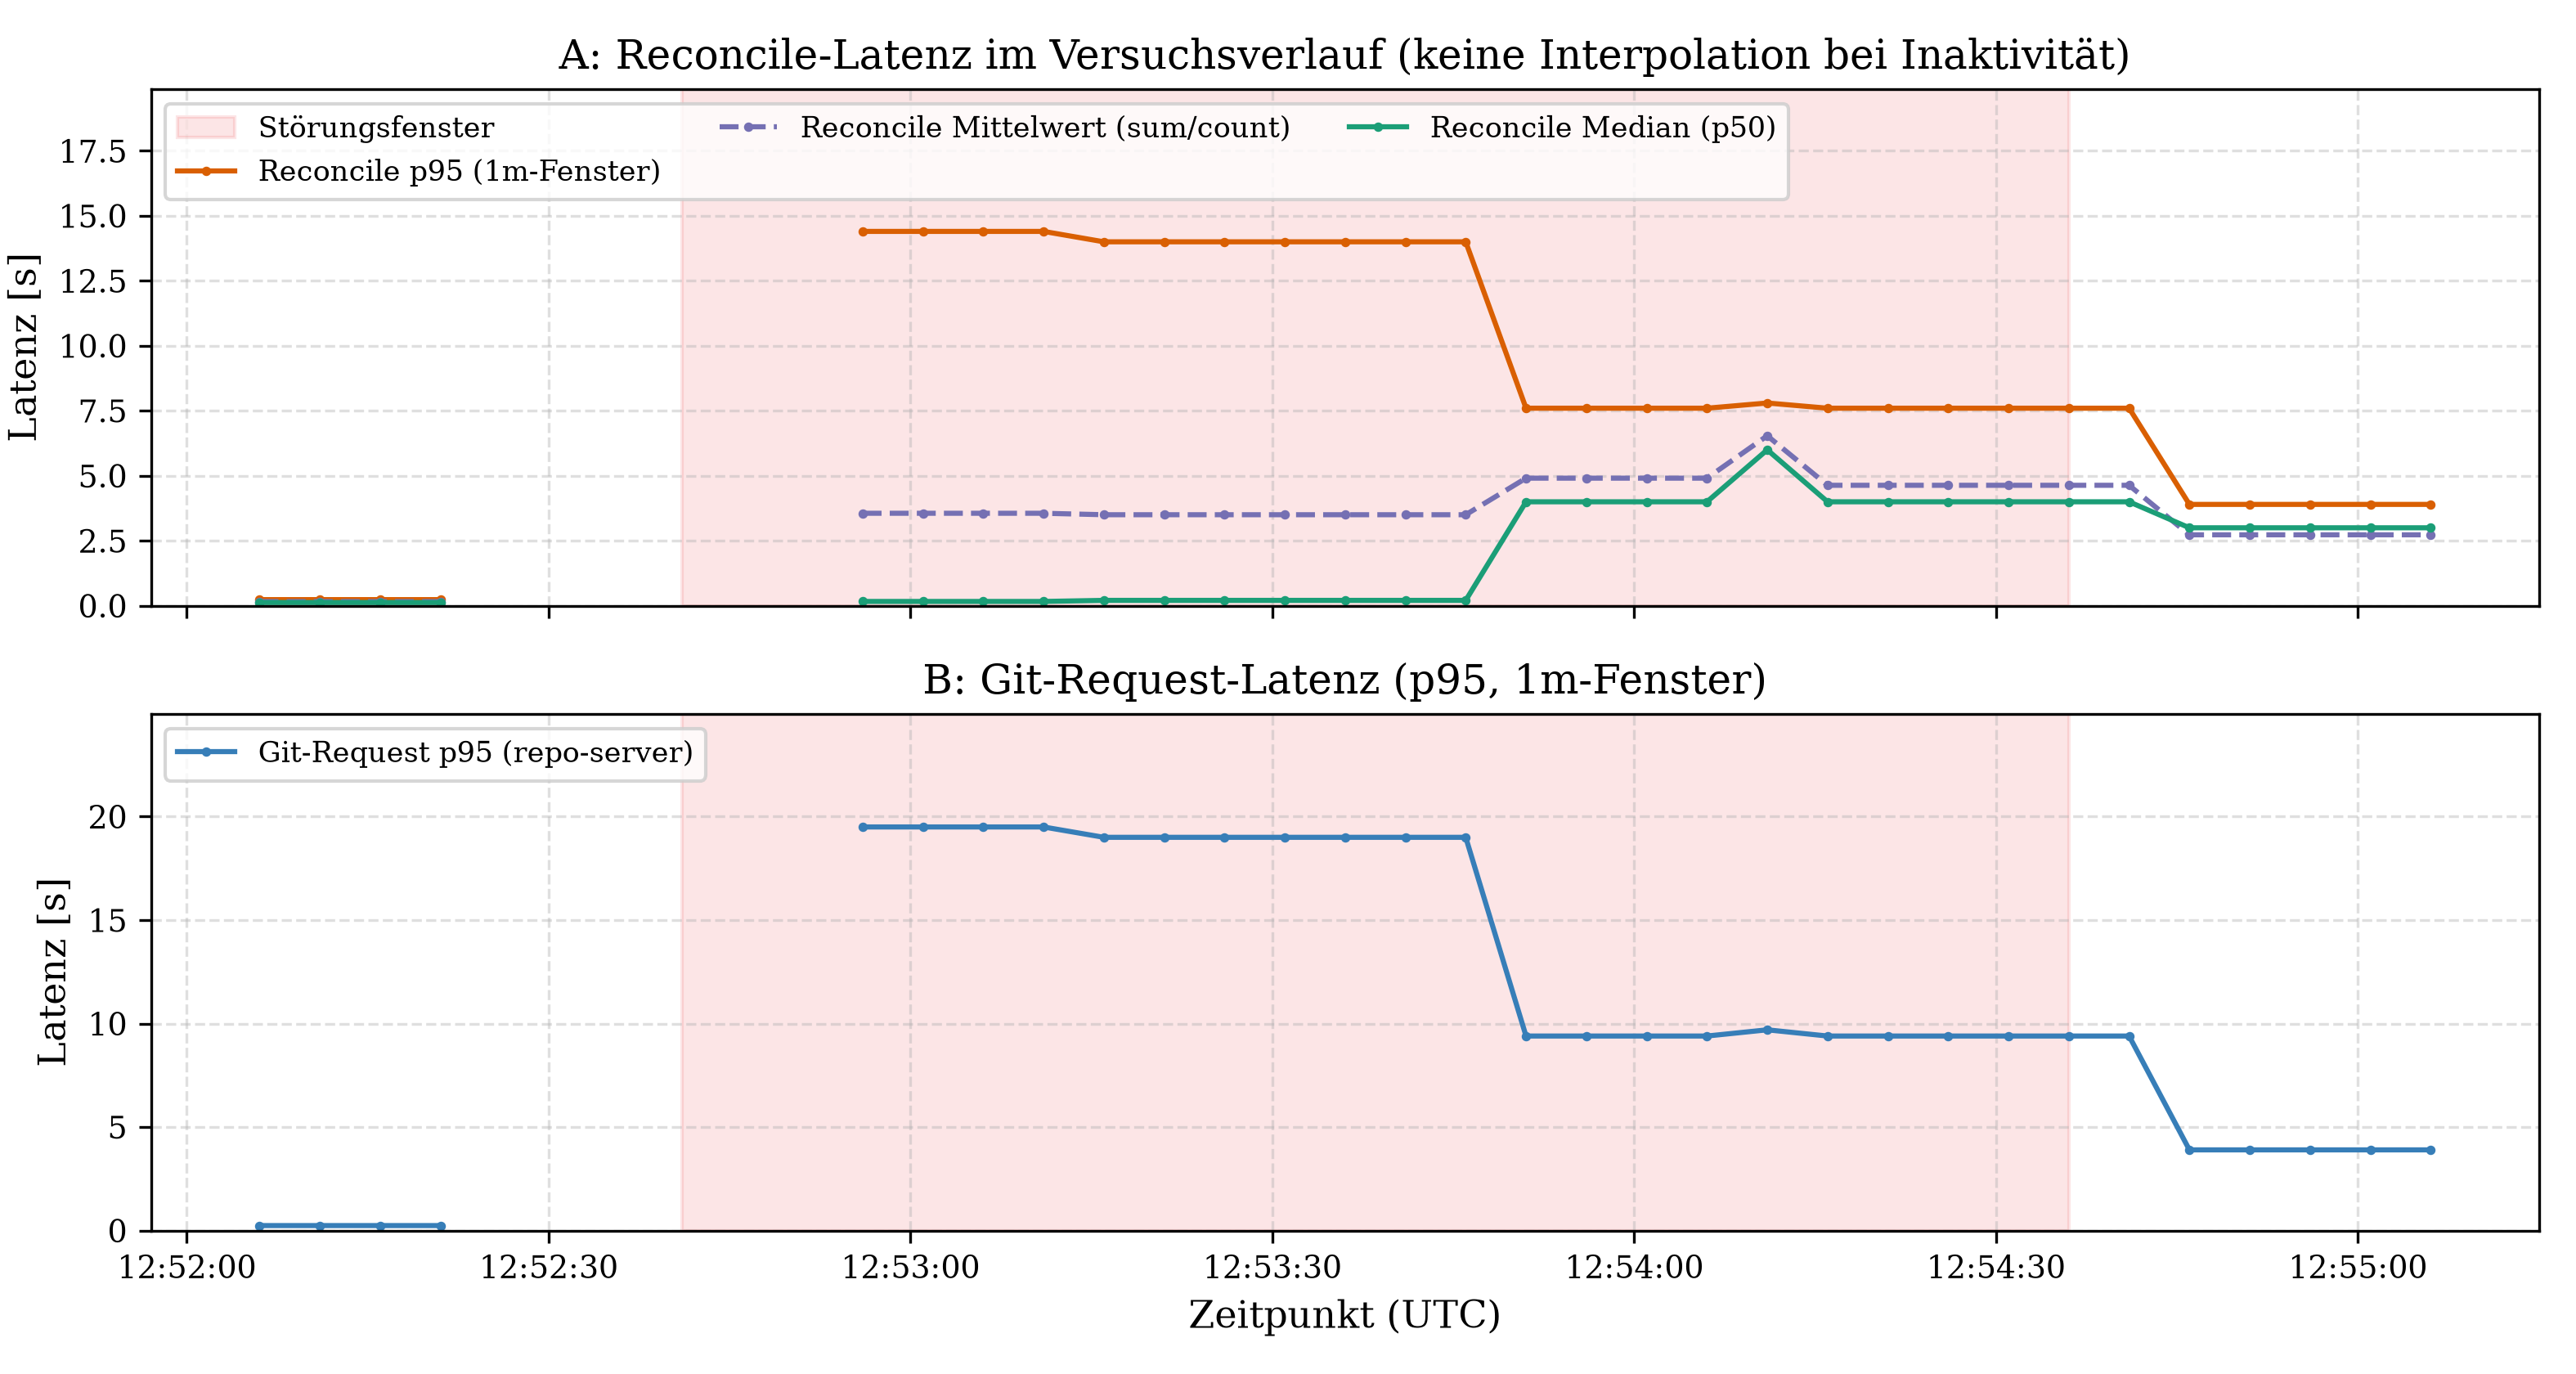 A: Reconcile-Latenz im Versuchsverlauf (keine Interpolation bei Inaktivität)
Störungsfenster
Reconcile p95 (1m-Fenster)
Reconcile Mittelwert (sum/count)
Reconcile Median (p50)
Latenz [s]
17.5
15.0
12.5
10.0
7.5
5.0
2.5
0.0
B: Git-Request-Latenz (p95, 1m-Fenster)
Git-Request p95 (repo-server)
Latenz [s]
20
15
10
5
0
12:52:00
12:52:30
12:53:00
12:53:30
12:54:00
12:54:30
12:55:00
Zeitpunkt (UTC)